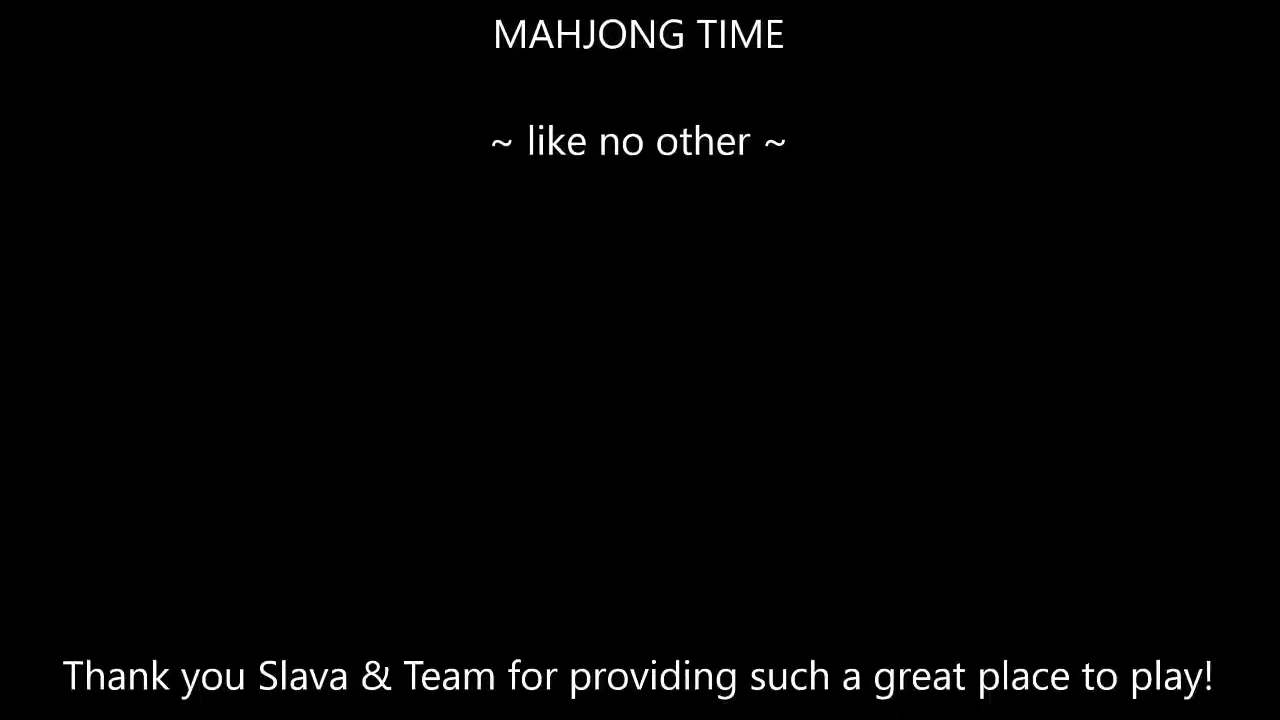 MAHJONG TIME
~ like no other ~
Thank you Slava & Team for providing such a great place to play!